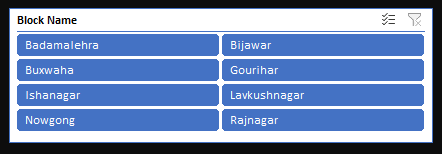 Block Name
Badamalehra
Bijawar
Buxwaha
Gourihar
Ishanagar
Lavkushnagar
Nowgong
Rajnagar